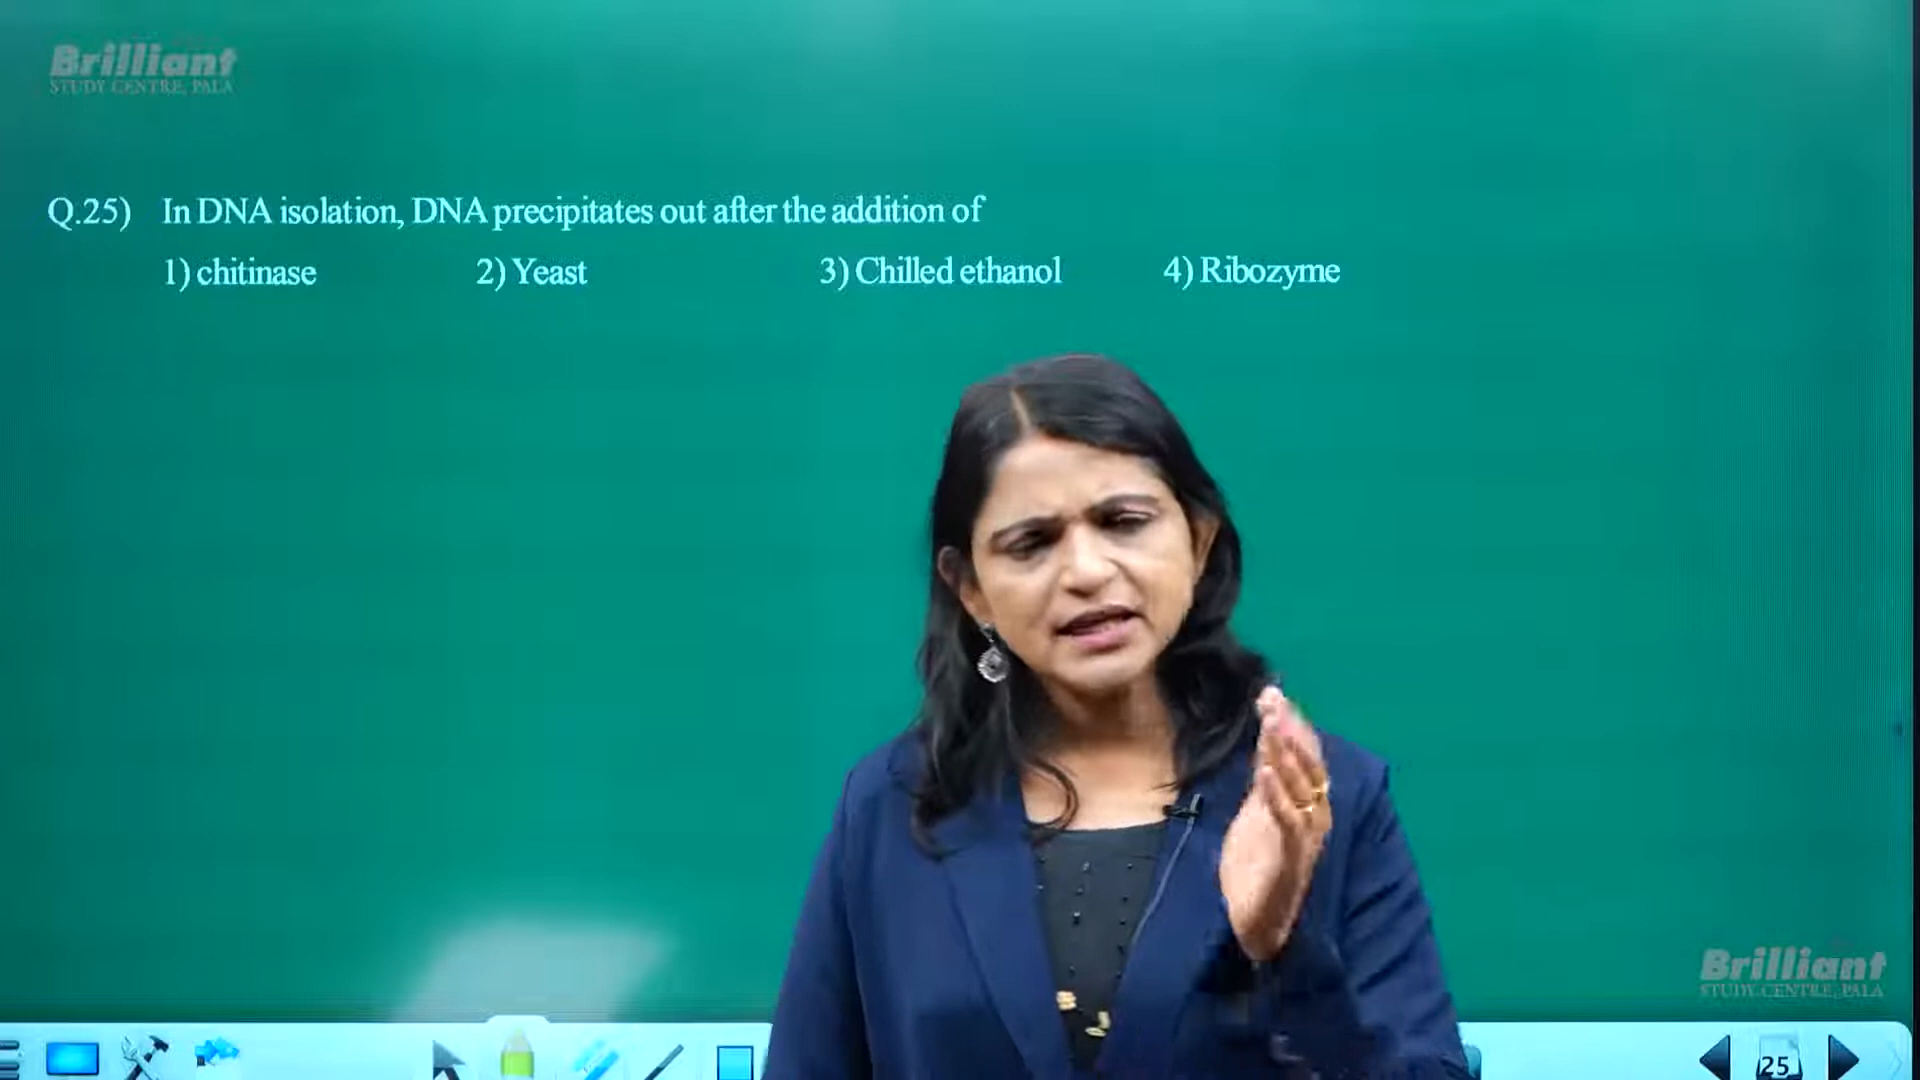 Brilliant
STUDY CENTRE, PALA
Q.25) In DNA isolation, DNA precipitates out after the addition of
1) chitinase 2) Yeast 3) Chilled ethanol 4) Ribozyme
Brilliant
STUDY CENTRE, PALA
25